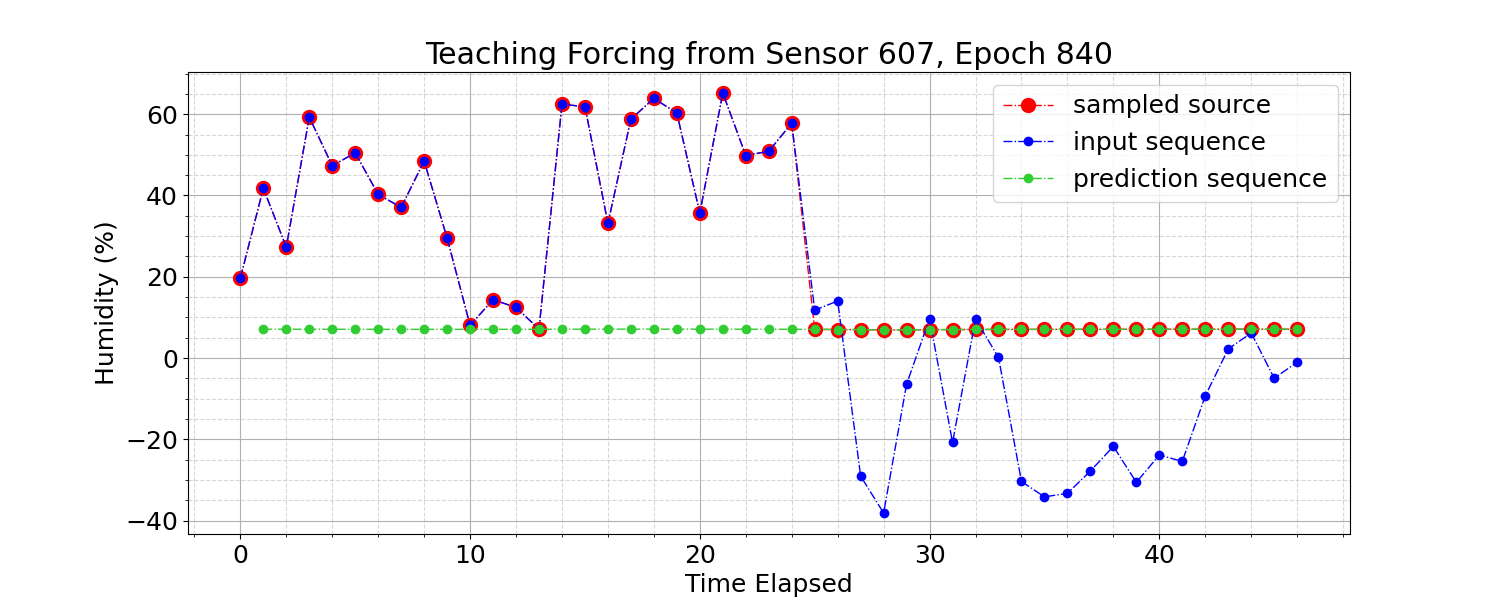 Teaching Forcing from Sensor 607, Epoch 840
sampled source
input sequence
prediction sequence
Humidity (%)
60
40
20
0
−20
−40
0 10 20 30 40
Time Elapsed